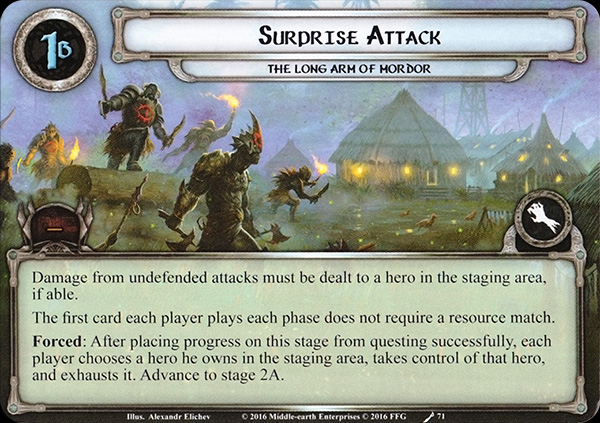 1B
Surprise Attack
The Long Arm of Mordor
-
Damage from undefended attacks must be dealt to a hero in the staging area,
if able.
The first card each player plays each phase does not require a resource match.
Forced: After placing progress on this stage from questing successfully, each
player chooses a hero he owns in the staging area, takes control of that hero,
and exhausts it. Advance to stage 2A.
Illus. Alexandr Elichev © 2016 Middle-earth Enterprises © 2016 FFG 71